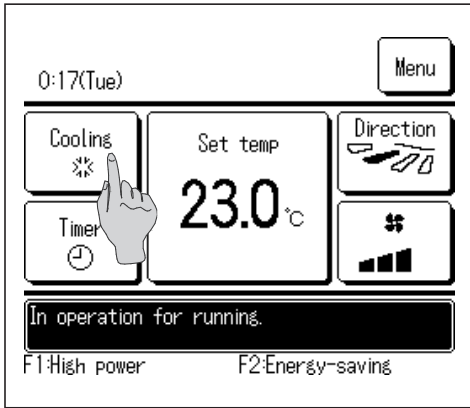 0:17(Tue)
Menu
Cooling
Set temp
Direction
23.0°C
Timer
In operation for running.
F1:High power
F2:Energy-saving